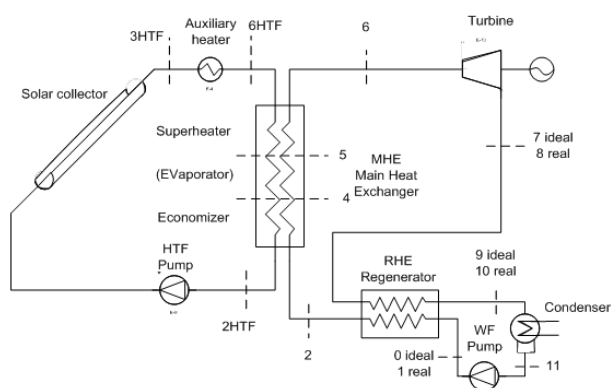 Auxiliary
heater
3HTF
6HTF
6
Turbine
Solar collector
Superheater
(EVaporator)
Economizer
5
4
MHE
Main Heat
Exchanger
7 ideal
8 real
HTF
Pump
2HTF
2
RHE
Regenerator
9 ideal
10 real
Condenser
0 ideal
1 real
WF
Pump
11